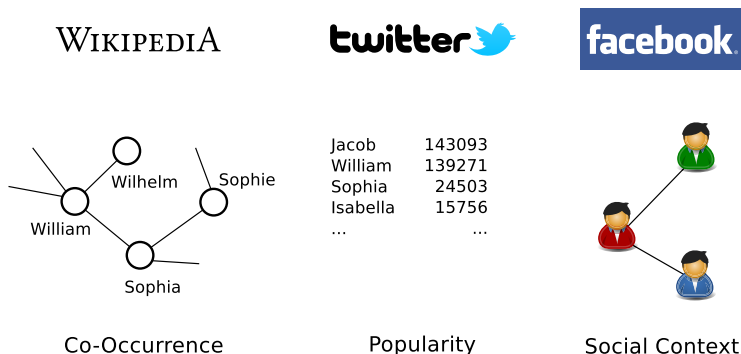 WIKIPEDIA
twitter
facebook.
Wilhelm
Sophie
William
Sophia
Jacob 143093
William 139271
Sophia 24503
Isabella 15756
... ...
Co-Occurrence
Popularity
Social Context